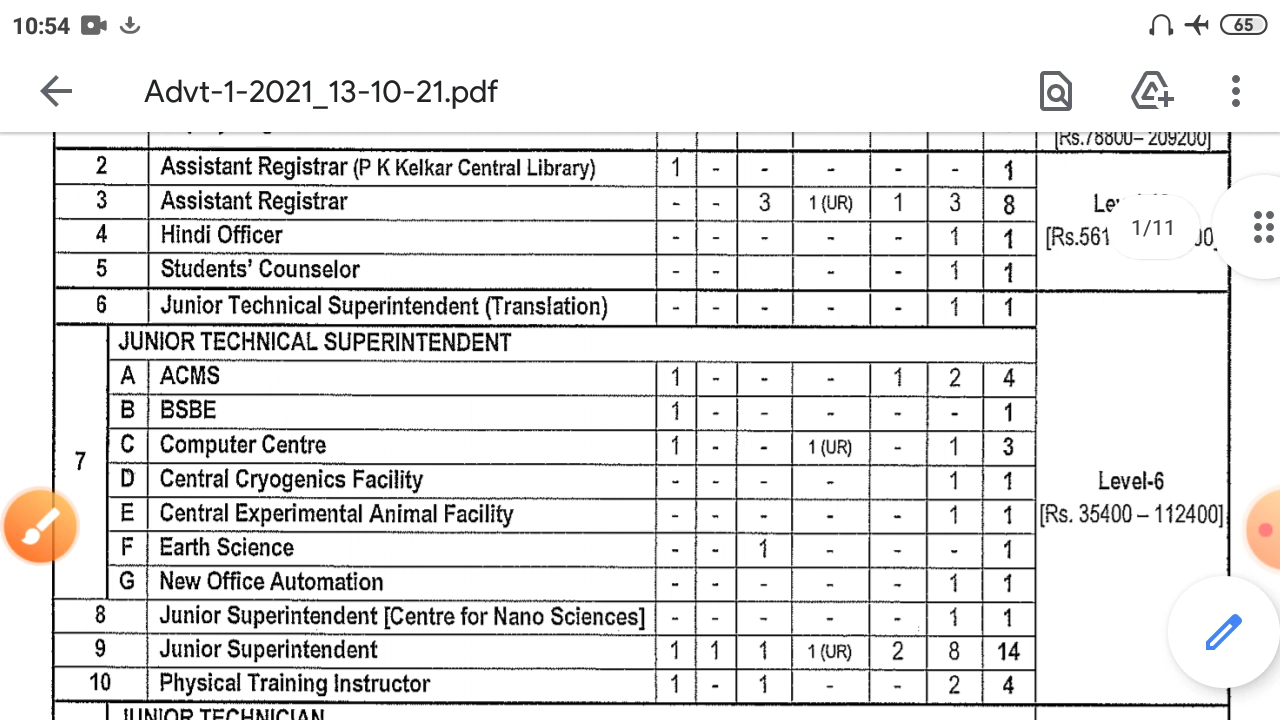 10:54 65
Advt-1-2021_13-10-21.pdf
[Rs.78800– 209200]
2 Assistant Registrar (P K Kelkar Central Library) 1 - - - - - 1
3 Assistant Registrar - - 3 1 (UR) 1 3 8
4 Hindi Officer - - - - - 1 1
[Rs.561
1/11
5 Students' Counselor - - - - 1 1
6 Junior Technical Superintendent (Translation) - - - - - 1 1
JUNIOR TECHNICAL SUPERINTENDENT
A ACMS 1 - - - 1 2 4
B BSBE 1 - - - - - 1
7 C Computer Centre 1 - - 1 (UR) - 1 3
D Central Cryogenics Facility - - - - 1 1
Level-6
E Central Experimental Animal Facility - - - - - 1 1
[Rs. 35400 – 112400]
F Earth Science - - 1 - - - 1
G New Office Automation - - - - - 1 1
8 Junior Superintendent [Centre for Nano Sciences] - - - - - 1 1
9 Junior Superintendent 1 1 1 1 (UR) 2 8 14
10 Physical Training Instructor 1 - 1 - - 2 4
JUNIOR TECHNICIAN